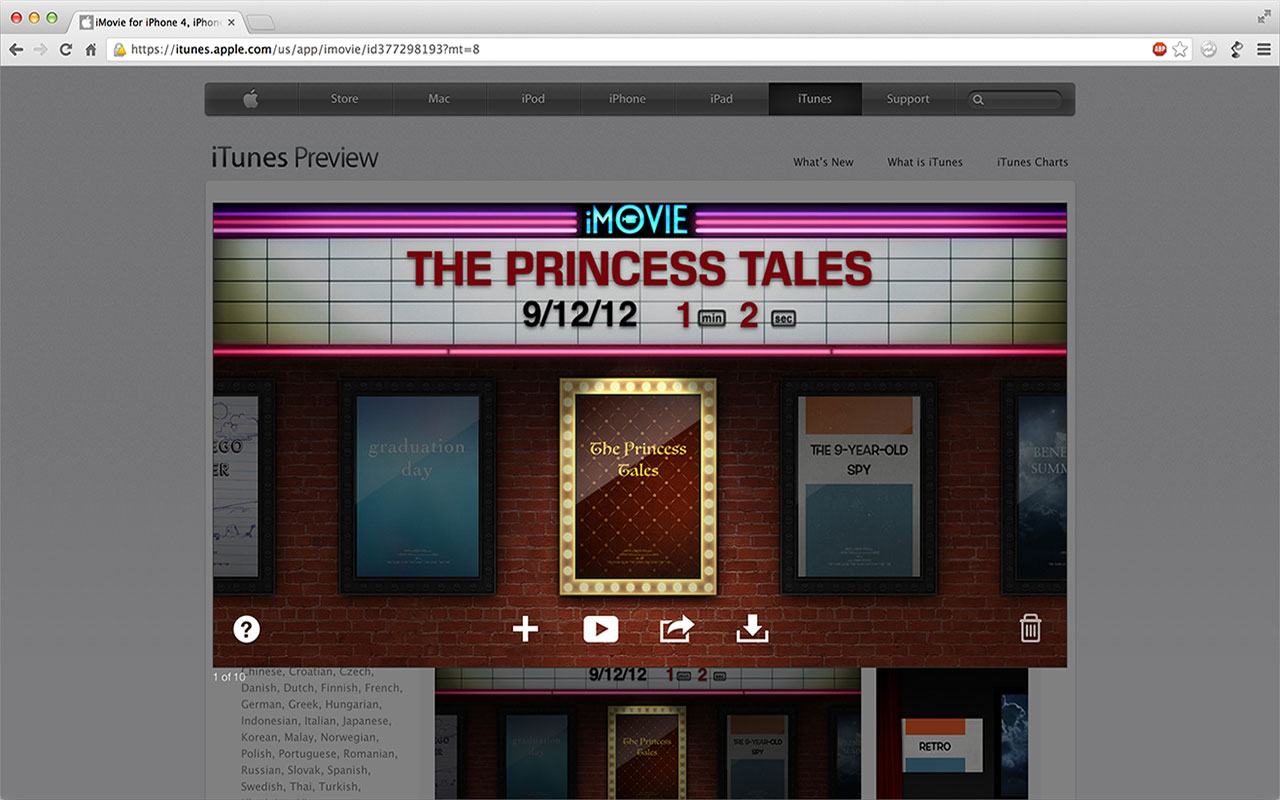 iMovie for iPhone 4, iPhon
https://itunes.apple.com/us/app/imovie/id377298193?mt=8
ABP
Store Mac iPod iPhone iPad iTunes Support
iTunes Preview
What's New What is iTunes iTunes Charts
iMOVIE
THE PRINCESS TALES
9/12/12 1 min 2 sec
EGO
ER
graduation
day
The Princess
Tales
THE 9-YEAR-OLD
SPY
BENE
SUMM
?
1 of 10
Chinese, Croatian, Czech,
Danish, Dutch, Finnish, French,
German, Greek, Hungarian,
Indonesian, Italian, Japanese,
Korean, Malay, Norwegian,
Polish, Portuguese, Romanian,
Russian, Slovak, Spanish,
Swedish, Thai, Turkish,
9/12/12 1 min 2 sec
graduation
day
The Princess
Tales
THE 9-YEAR-OLD
SPY
RETRO